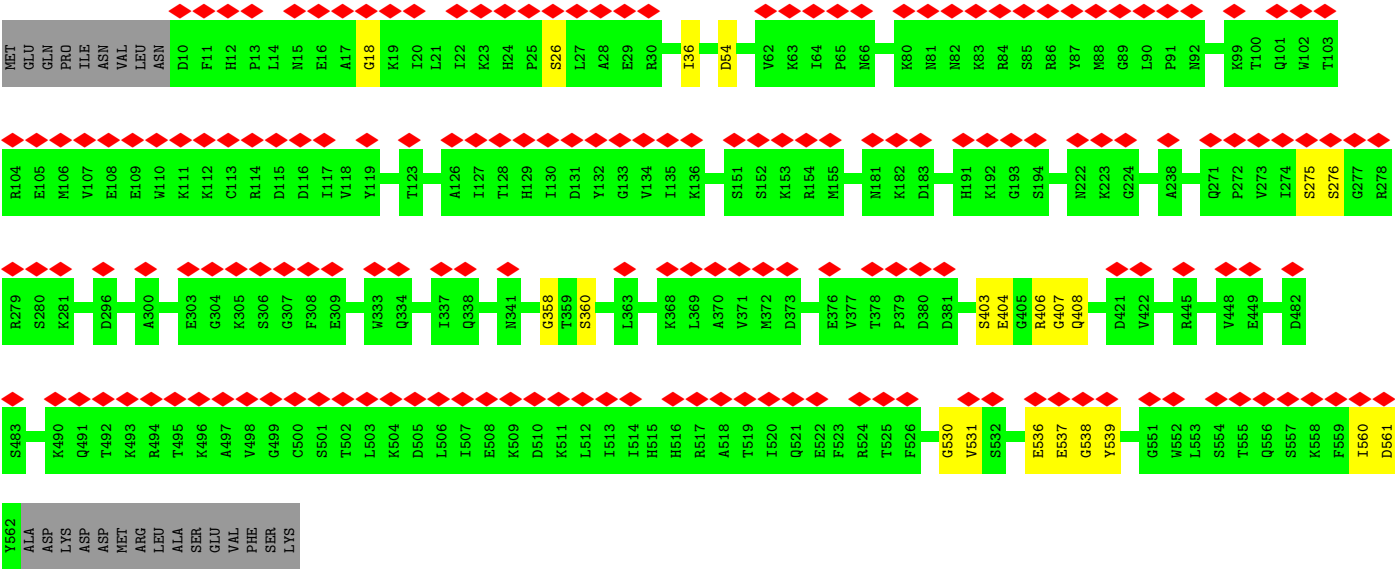 MET GLU GLN PRO ILE ASN VAL LEU ASN D10 F11 H12 P13 L14 N15 E16 A17 G18 K19 I20 L21 I22 K23 H24 P25 S26 L27 A28 E29 R30 I36 D54 V62 K63 I64 P65 N66 K80 N81 N82 K83 R84 S85 R86 Y87 M88 G89 L90 P91 N92 K99 T100 Q101 W102 T103
R104 E105 M106 V107 E108 E109 W110 K111 K112 C113 R114 D115 D116 I117 V118 Y119 T123 A126 I127 T128 H129 I130 D131 Y132 G133 V134 I135 K136 S151 S152 K153 R154 M155 N181 K182 D183 H191 K192 G193 S194 N222 K223 G224 A238 Q271 P272 V273 I274 S275 S276 G277 R278
R279 S280 K281 D296 A300 E303 G304 K305 S306 G307 F308 E309 W333 Q334 I337 Q338 N341 G358 T359 S360 L363 K368 L369 A370 V371 M372 D373 E376 V377 T378 P379 D380 D381 S403 E404 G405 R406 G407 Q408 D421 V422 R445 V448 E449 D482
S483 K490 Q491 T492 K493 R494 T495 K496 A497 V498 G499 C500 S501 T502 L503 K504 D505 L506 I507 E508 K509 D510 K511 L512 I513 I514 H515 H516 R517 A518 T519 I520 Q521 E522 F523 R524 T525 F526 G530 V531 S532 E536 E537 G538 Y539 G551 W552 L553 S554 T555 Q556 S557 K558 F559 I560 D561
Y562 ALA ASP LYS ASP ASP MET ARG LEU ALA SER GLU VAL PHE SER LYS